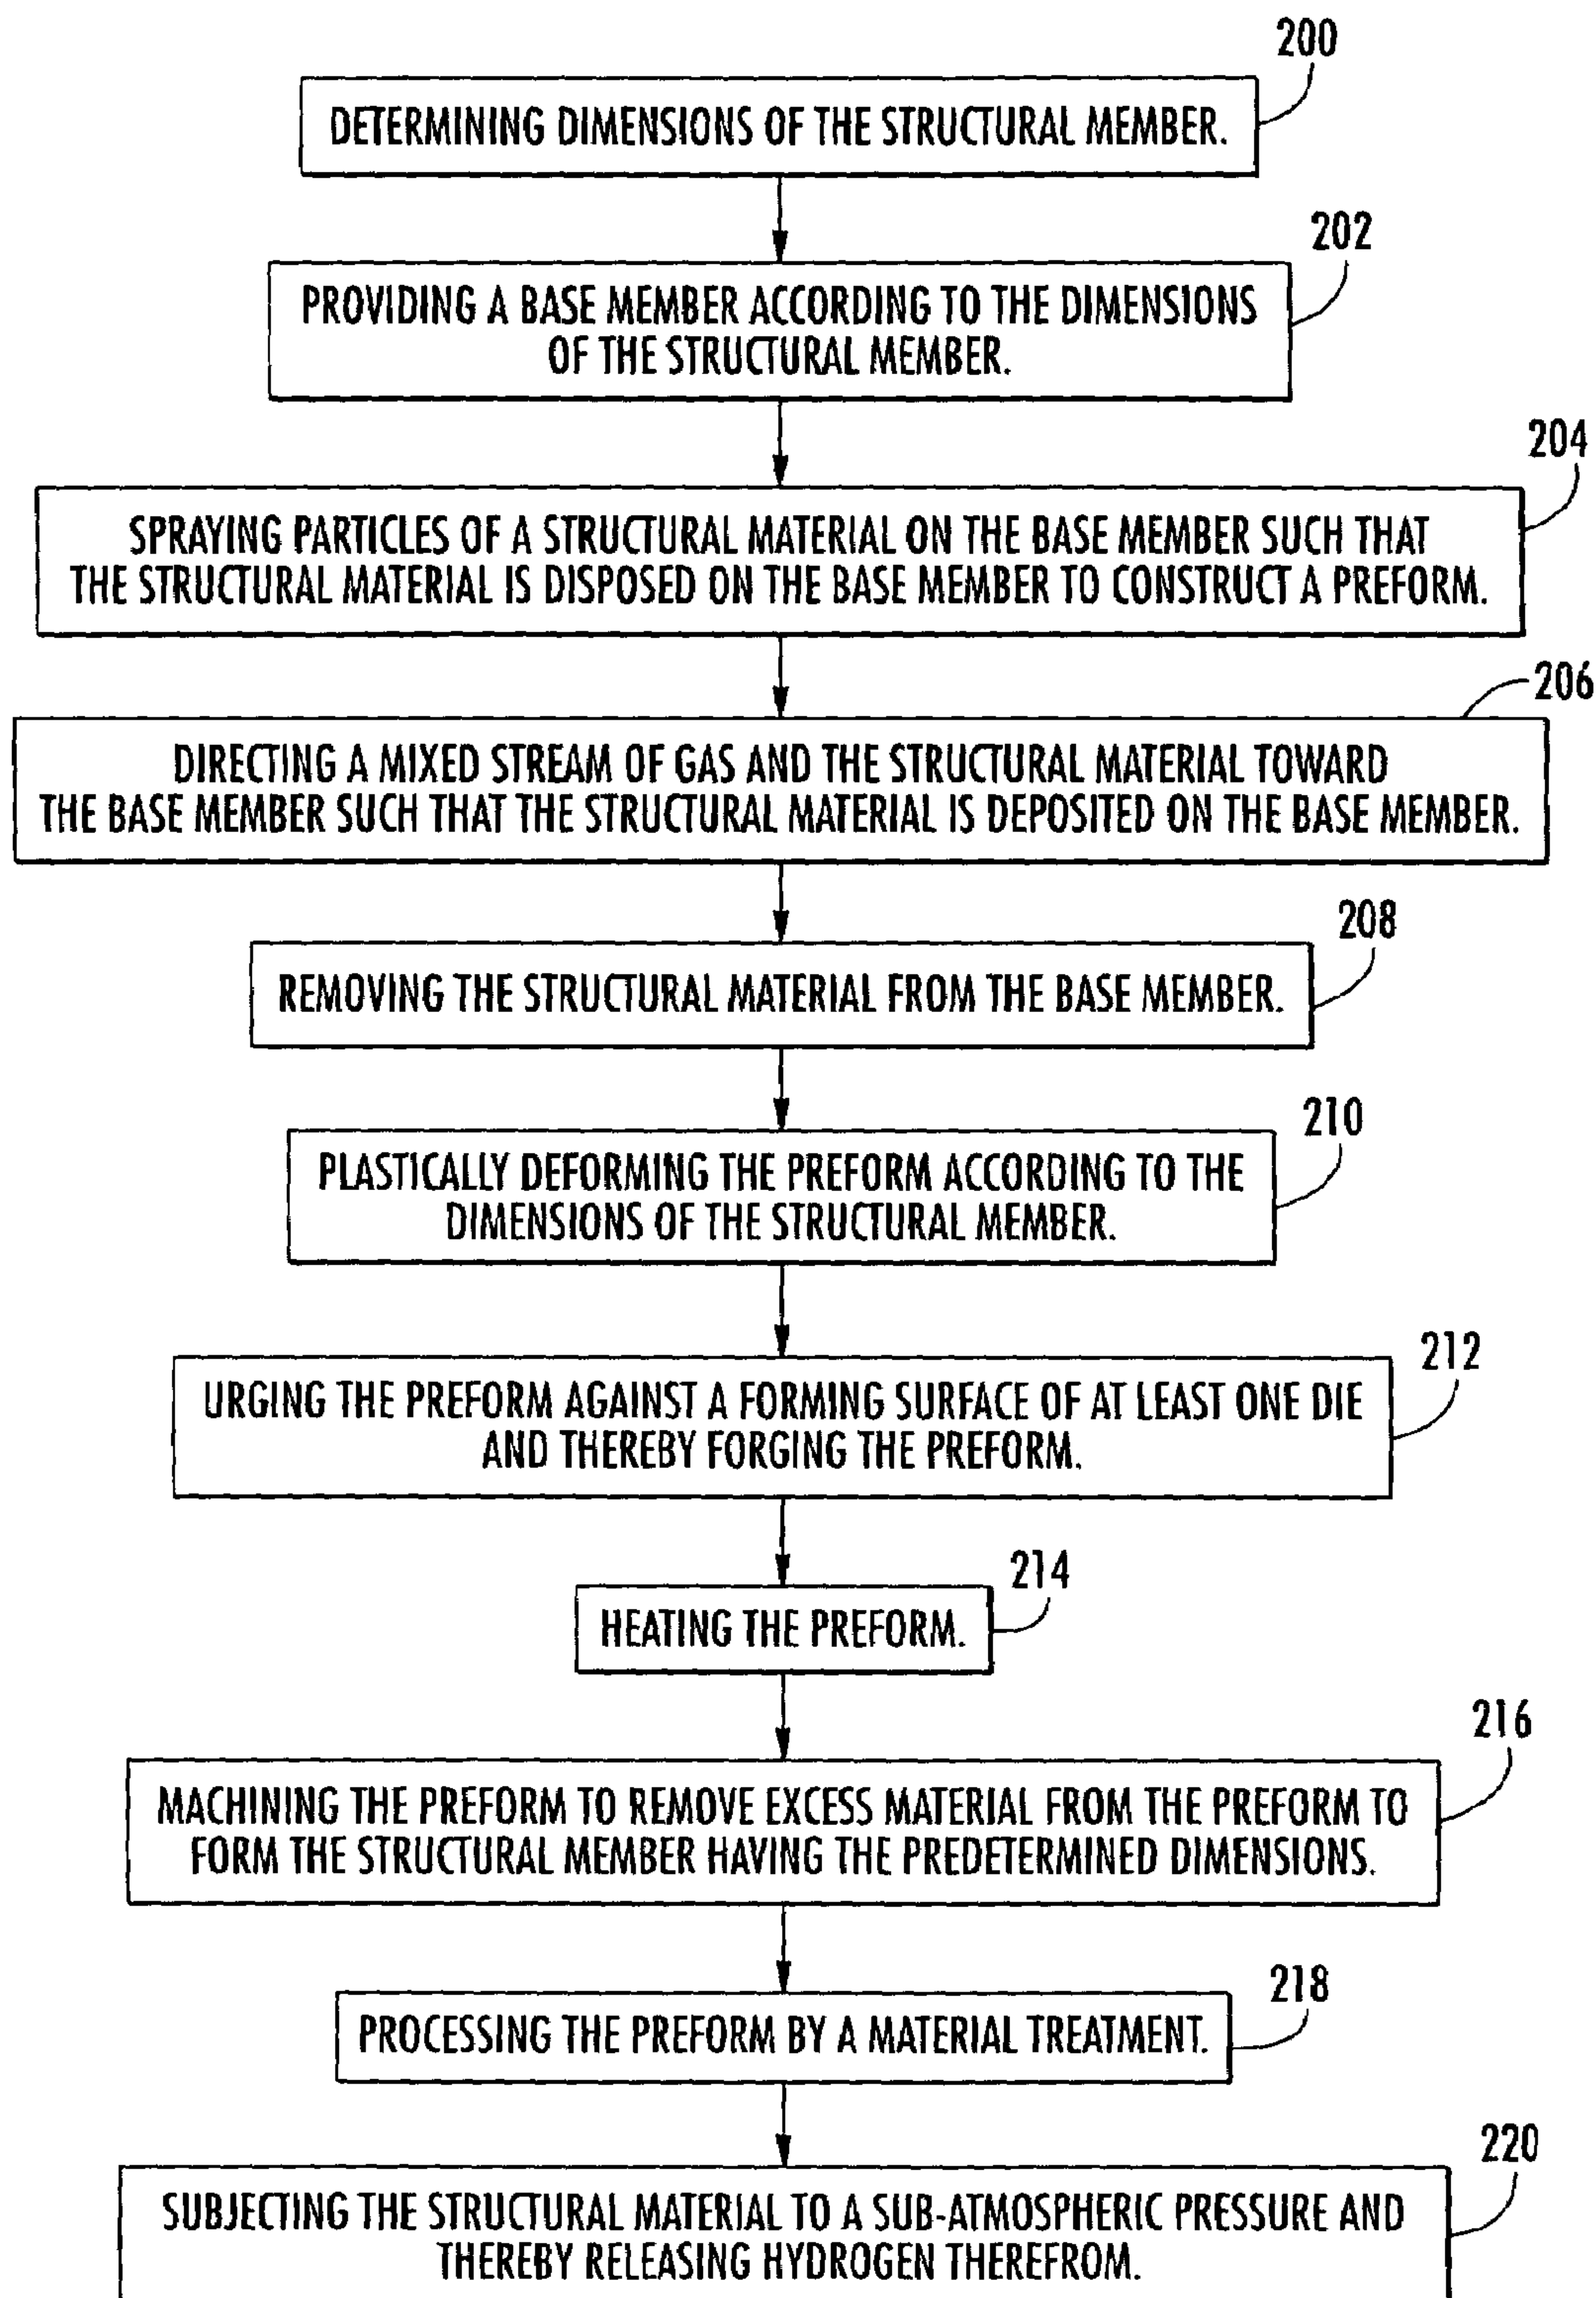 200
DETERMINING DIMENSIONS OF THE STRUCTURAL MEMBER.
202
PROVIDING A BASE MEMBER ACCORDING TO THE DIMENSIONS
OF THE STRUCTURAL MEMBER.
204
SPRAYING PARTICLES OF A STRUCTURAL MATERIAL ON THE BASE MEMBER SUCH THAT
THE STRUCTURAL MATERIAL IS DISPOSED ON THE BASE MEMBER TO CONSTRUCT A PREFORM.
206
DIRECTING A MIXED STREAM OF GAS AND THE STRUCTURAL MATERIAL TOWARD
THE BASE MEMBER SUCH THAT THE STRUCTURAL MATERIAL IS DEPOSITED ON THE BASE MEMBER.
208
REMOVING THE STRUCTURAL MATERIAL FROM THE BASE MEMBER.
210
PLASTICALLY DEFORMING THE PREFORM ACCORDING TO THE
DIMENSIONS OF THE STRUCTURAL MEMBER.
212
URGING THE PREFORM AGAINST A FORMING SURFACE OF AT LEAST ONE DIE
AND THEREBY FORGING THE PREFORM.
214
HEATING THE PREFORM.
216
MACHINING THE PREFORM TO REMOVE EXCESS MATERIAL FROM THE PREFORM TO
FORM THE STRUCTURAL MEMBER HAVING THE PREDETERMINED DIMENSIONS.
218
PROCESSING THE PREFORM BY A MATERIAL TREATMENT.
220
SUBJECTING THE STRUCTURAL MATERIAL TO A SUB-ATMOSPHERIC PRESSURE AND
THEREBY RELEASING HYDROGEN THEREFROM.